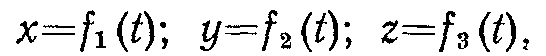 x=f₁(t); y=f₂(t); z=f₃(t),